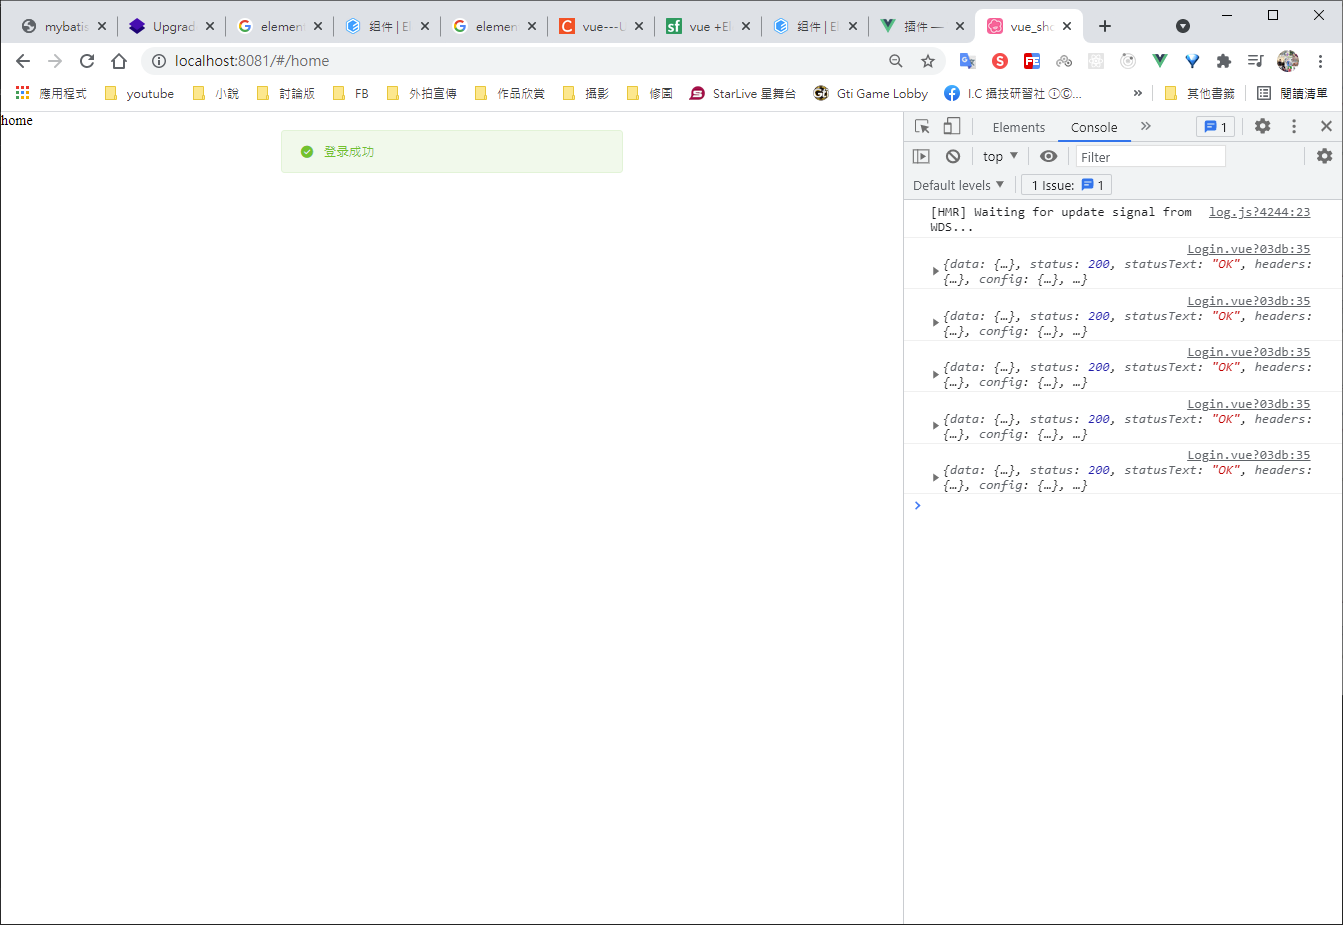 mybatis
Upgrad
element
組件 | El
elemen
vue---U
vue +Ele
組件 | El
插件 —
vue_sho
localhost:8081/#/home
應用程式
youtube
小說
討論版
FB
外拍宣傳
作品欣賞
攝影
修圖
StarLive 星舞台
Gti Game Lobby
I.C 攝技研習社 ⓘⒸ...
»
其他書籤
閱讀清單
home
登录成功
Elements
Console
1
top
Filter
Default levels
1 Issue: 1
[HMR] Waiting for update signal from log.js?4244:23
WDS...
Login.vue?03db:35
{data: {…}, status: 200, statusText: "OK", headers:
{…}, config: {…}, …}
Login.vue?03db:35
{data: {…}, status: 200, statusText: "OK", headers:
{…}, config: {…}, …}
Login.vue?03db:35
{data: {…}, status: 200, statusText: "OK", headers:
{…}, config: {…}, …}
Login.vue?03db:35
{data: {…}, status: 200, statusText: "OK", headers:
{…}, config: {…}, …}
Login.vue?03db:35
{data: {…}, status: 200, statusText: "OK", headers:
{…}, config: {…}, …}